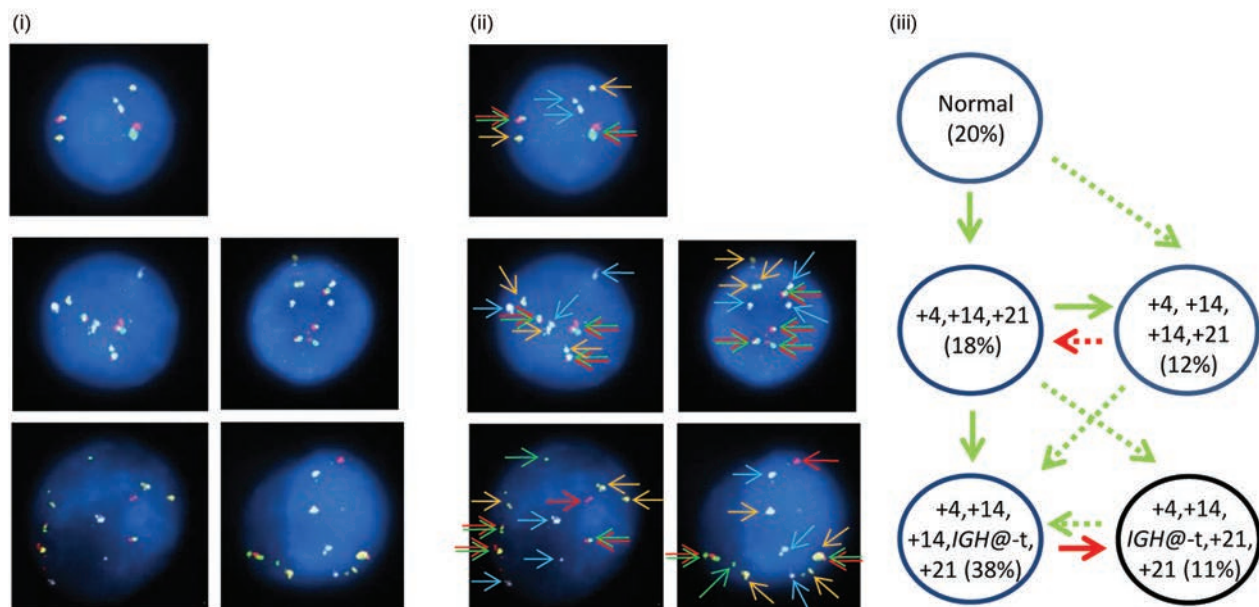 (i)
(ii)
(iii)
Normal
(20%)
+4,+14,+21
(18%)
+4, +14,
+14,+21
(12%)
+4,+14,
+14,IGH@-t,
+21 (38%)
+4,+14,
IGH@-t,+21,
+21 (11%)